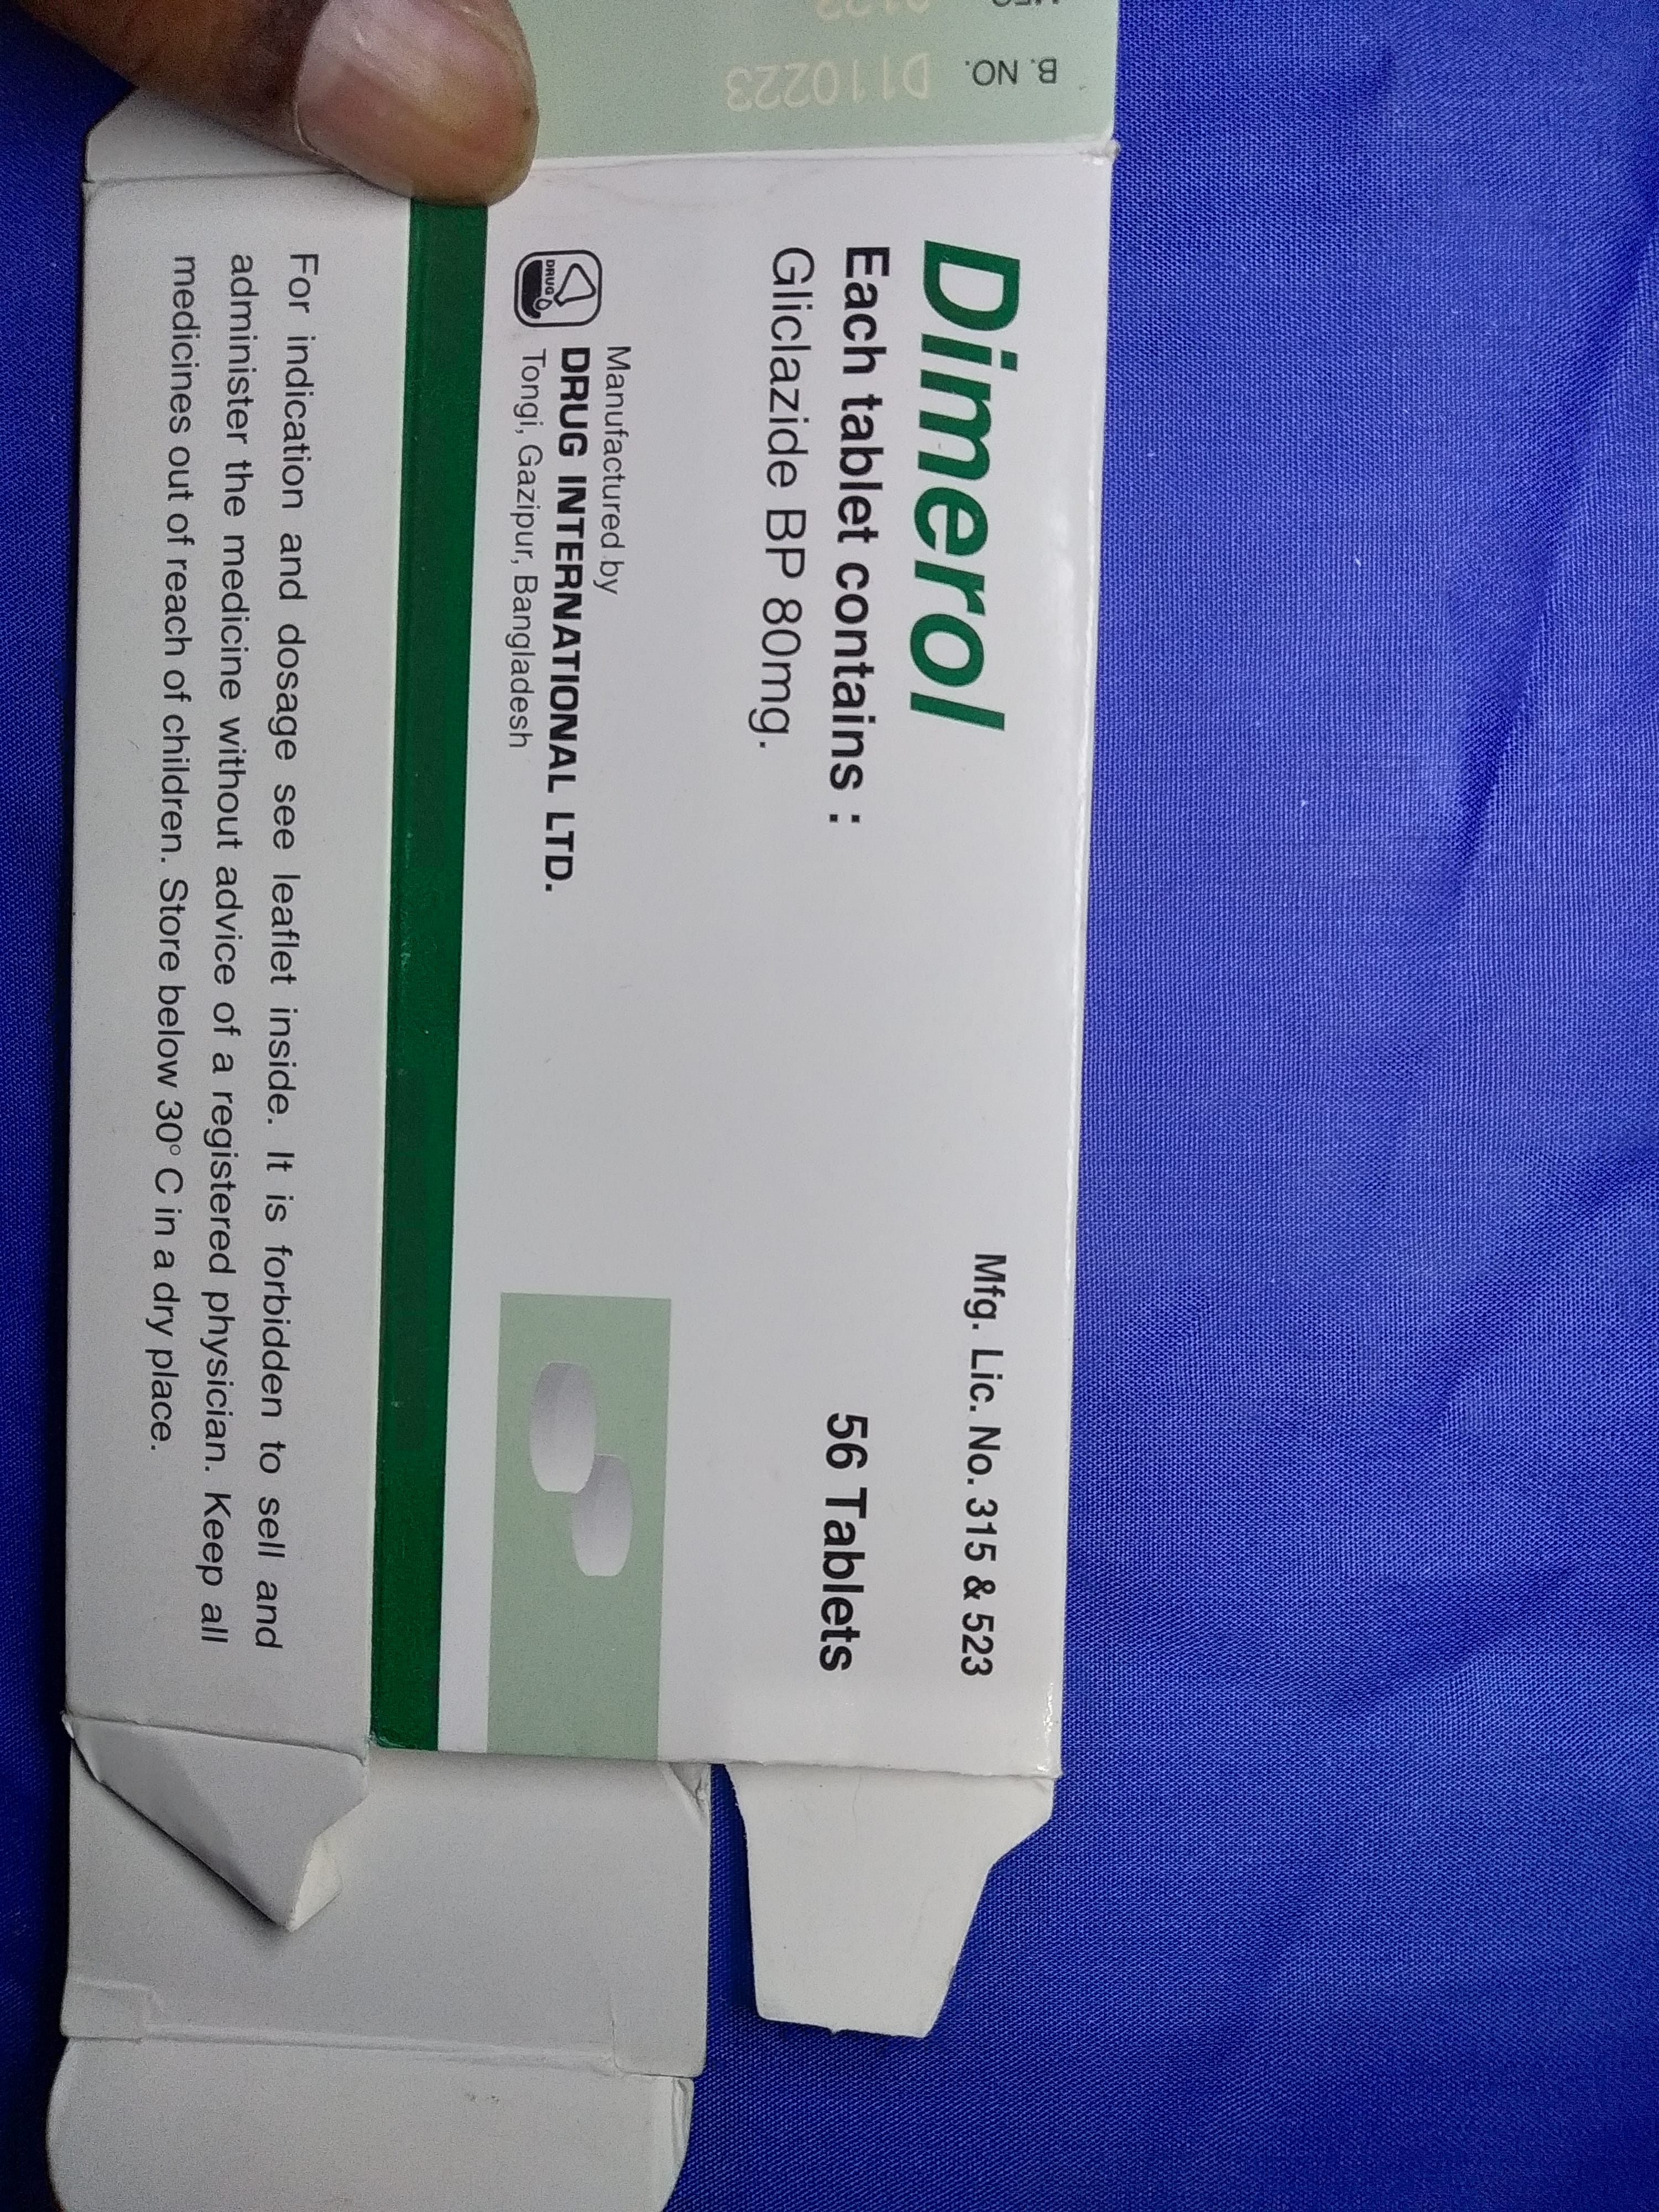 Dimerol
Mfg. Lic. No. 315 & 523
Each tablet contains :
56 Tablets
Gliclazide BP 80mg.
Manufactured by
DRUG INTERNATIONAL LTD.
Tongi, Gazipur, Bangladesh
DRUG
For indication and dosage see leaflet inside. It is forbidden to sell and
administer the medicine without advice of a registered physician. Keep all
medicines out of reach of children. Store below 30° C in a dry place.
B. NO. D110223